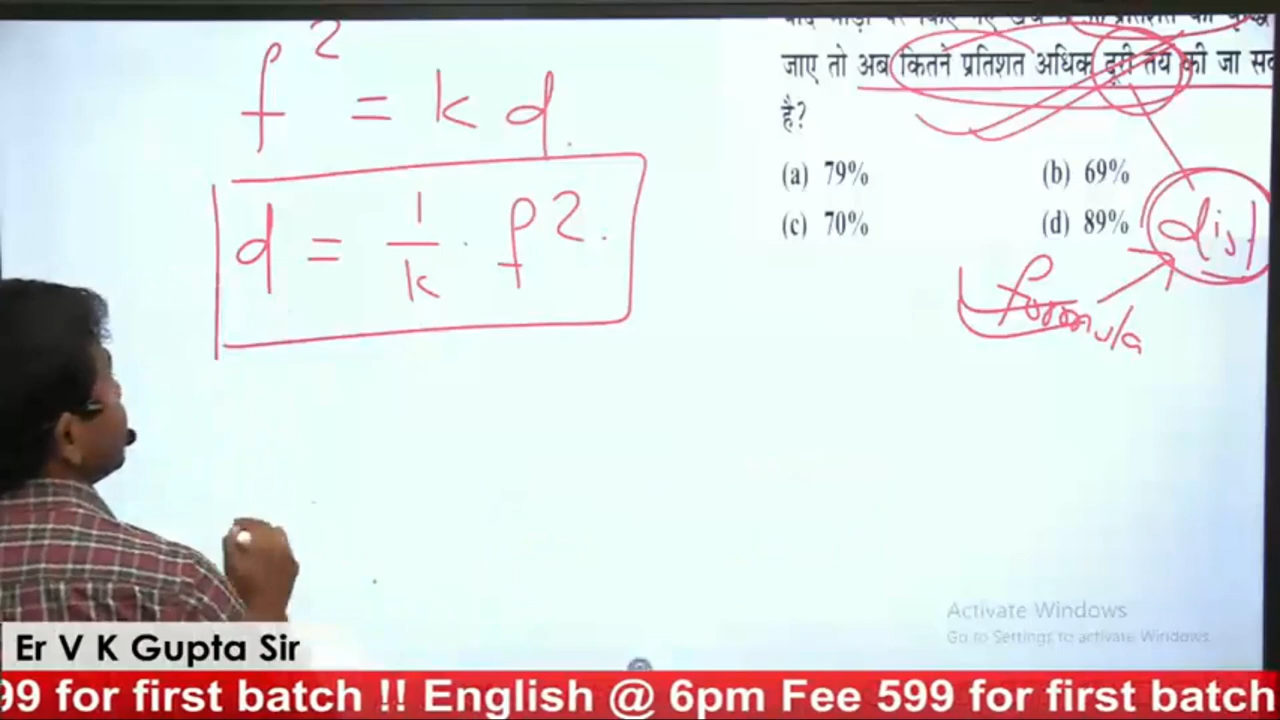 f² = k d.
d = 1/k · f².
जाए तो अब कितने प्रतिशत अधिक दूरी तय की जा सक
है?
(a) 79% (b) 69%
(c) 70% (d) 89%
dist
formula
Activate Windows
Go to Settings to activate Windows.
Er V K Gupta Sir
99 for first batch !! English @ 6pm Fee 599 for first batch